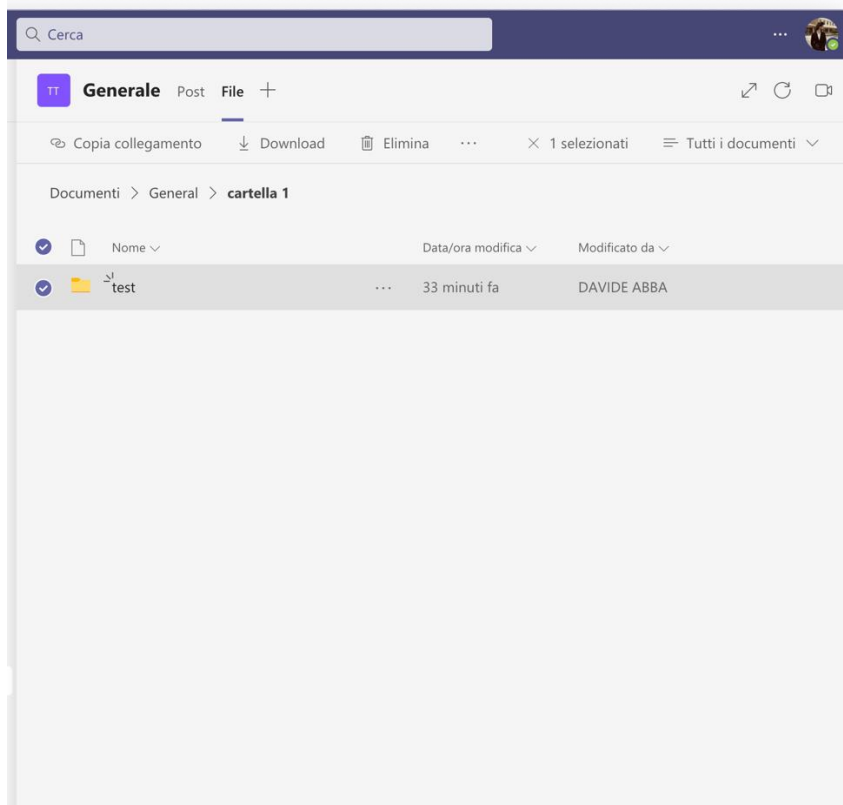 Cerca
TT Generale Post File
Copia collegamento Download Elimina ... 1 selezionati Tutti i documenti
Documenti > General > cartella 1
Nome Data/ora modifica Modificato da
test ... 33 minuti fa DAVIDE ABBA